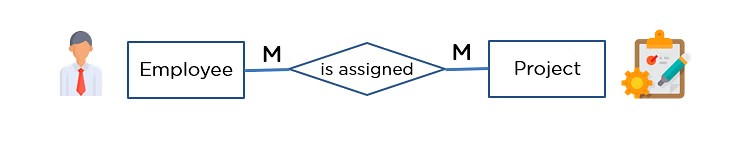 M
M
Employee
is assigned
Project